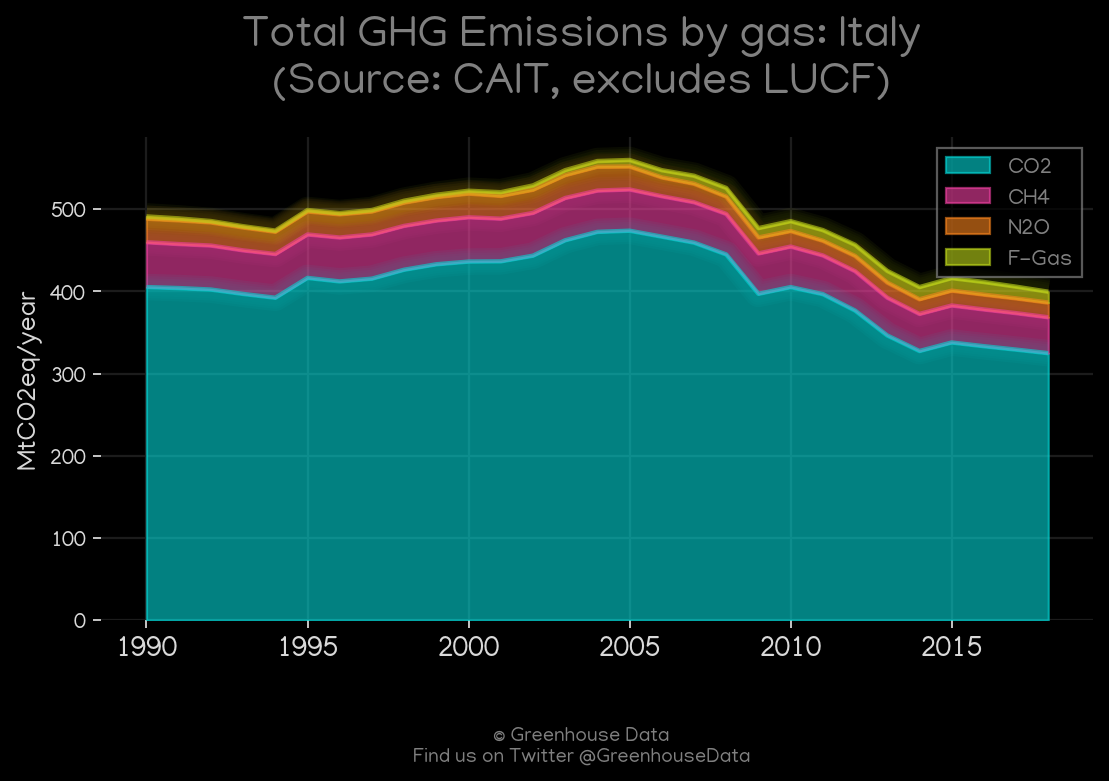 Total GHG Emissions by gas: Italy
(Source: CAIT, excludes LUCF)
CO2
CH4
N2O
F-Gas
MtCO2eq/year
500
400
300
200
100
0
1990 1995 2000 2005 2010 2015
© Greenhouse Data
Find us on Twitter @GreenhouseData